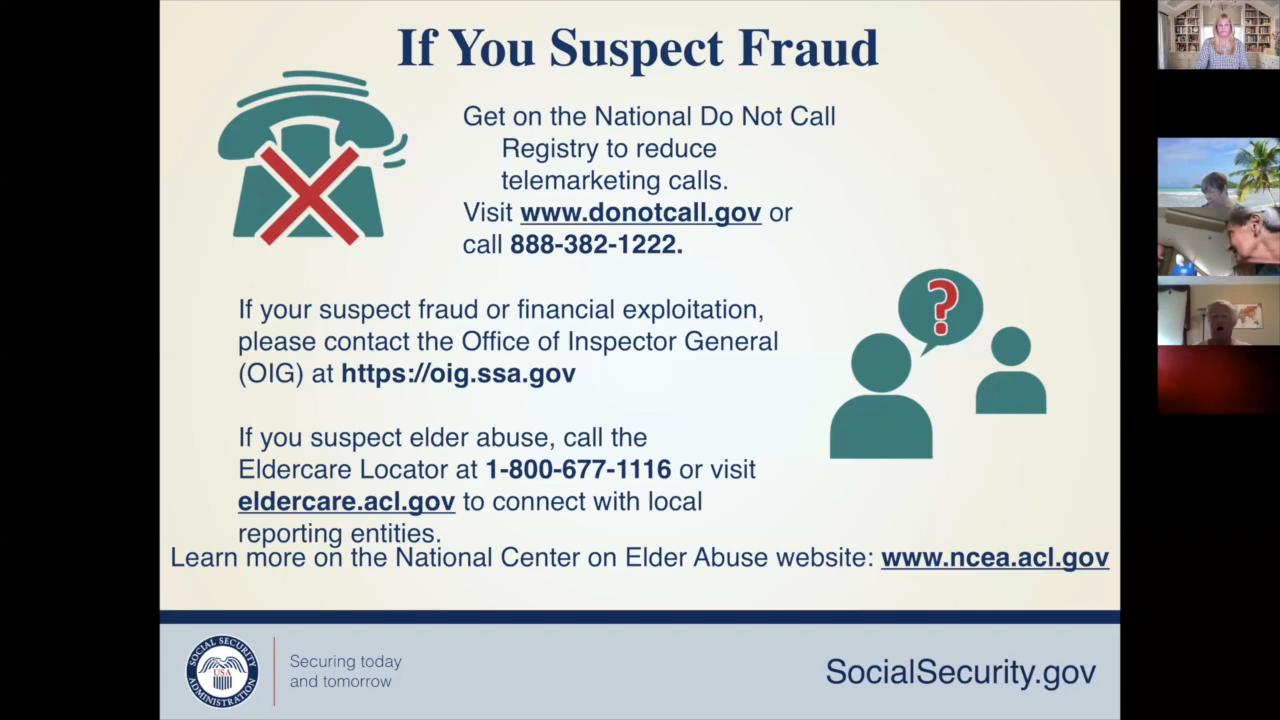 If You Suspect Fraud
Get on the National Do Not Call
Registry to reduce
telemarketing calls.
Visit www.donotcall.gov or
call 888-382-1222.
?
If your suspect fraud or financial exploitation,
please contact the Office of Inspector General
(OIG) at https://oig.ssa.gov
If you suspect elder abuse, call the
Eldercare Locator at 1-800-677-1116 or visit
eldercare.acl.gov to connect with local
reporting entities.
Learn more on the National Center on Elder Abuse website: www.ncea.acl.gov
SOCIAL SECURITY ADMINISTRATION
USA
Securing today
and tomorrow
SocialSecurity.gov